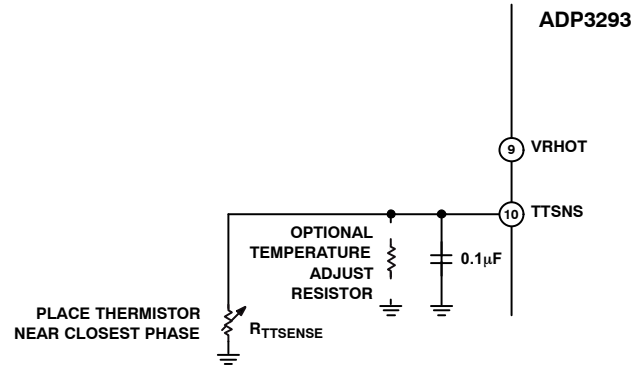 ADP3293
9 VRHOT
10 TTSNS
OPTIONAL
TEMPERATURE
ADJUST
RESISTOR
0.1μF
PLACE THERMISTOR
NEAR CLOSEST PHASE
RTTSENSE